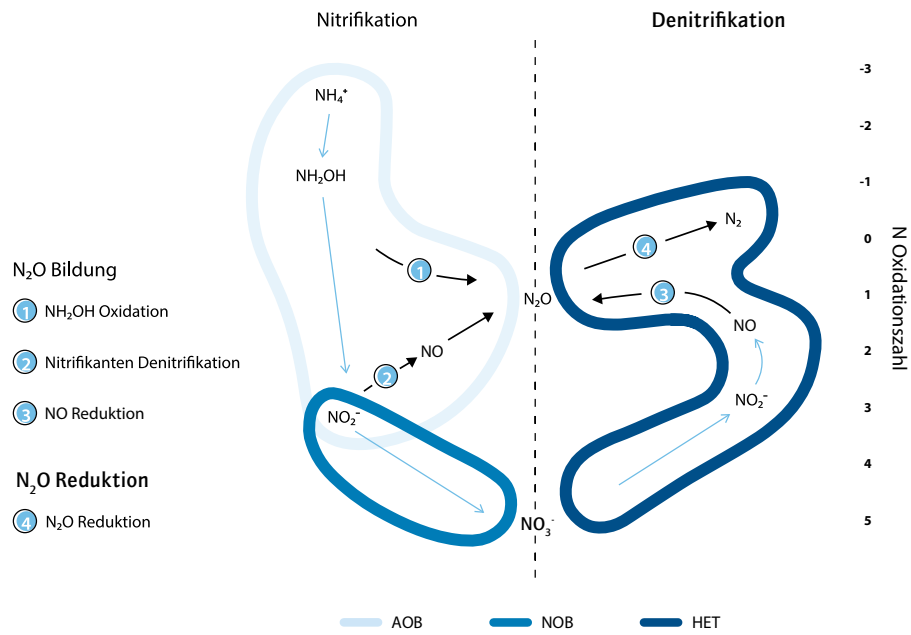 Nitrifikation
Denitrifikation
-3
-2
-1
0
1
2
3
4
5
N Oxidationszahl
NH₄⁺
NH₂OH
1
2
NO
NO₂⁻
N₂O
NO₃⁻
N₂
4
3
NO
NO₂⁻
N₂O Bildung
1 NH₂OH Oxidation
2 Nitrifikanten Denitrifikation
3 NO Reduktion
N₂O Reduktion
4 N₂O Reduktion
AOB
NOB
HET